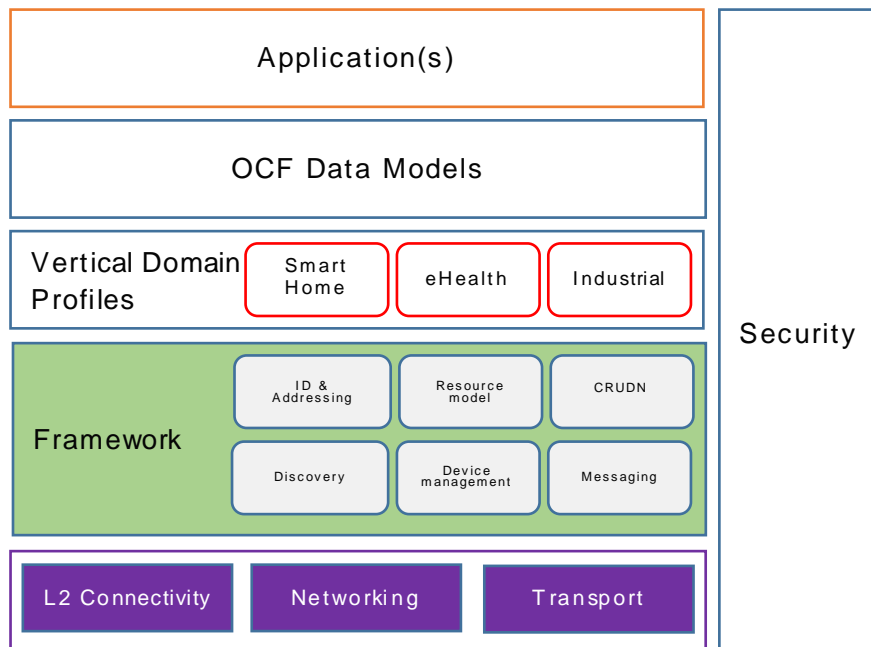 Application(s)
OCF Data Models
Vertical Domain
Profiles
Smart
Home
eHealth
Industrial
Security
Framework
ID &
Addressing
Resource
model
CRUDN
Discovery
Device
management
Messaging
L2 Connectivity
Networking
Transport